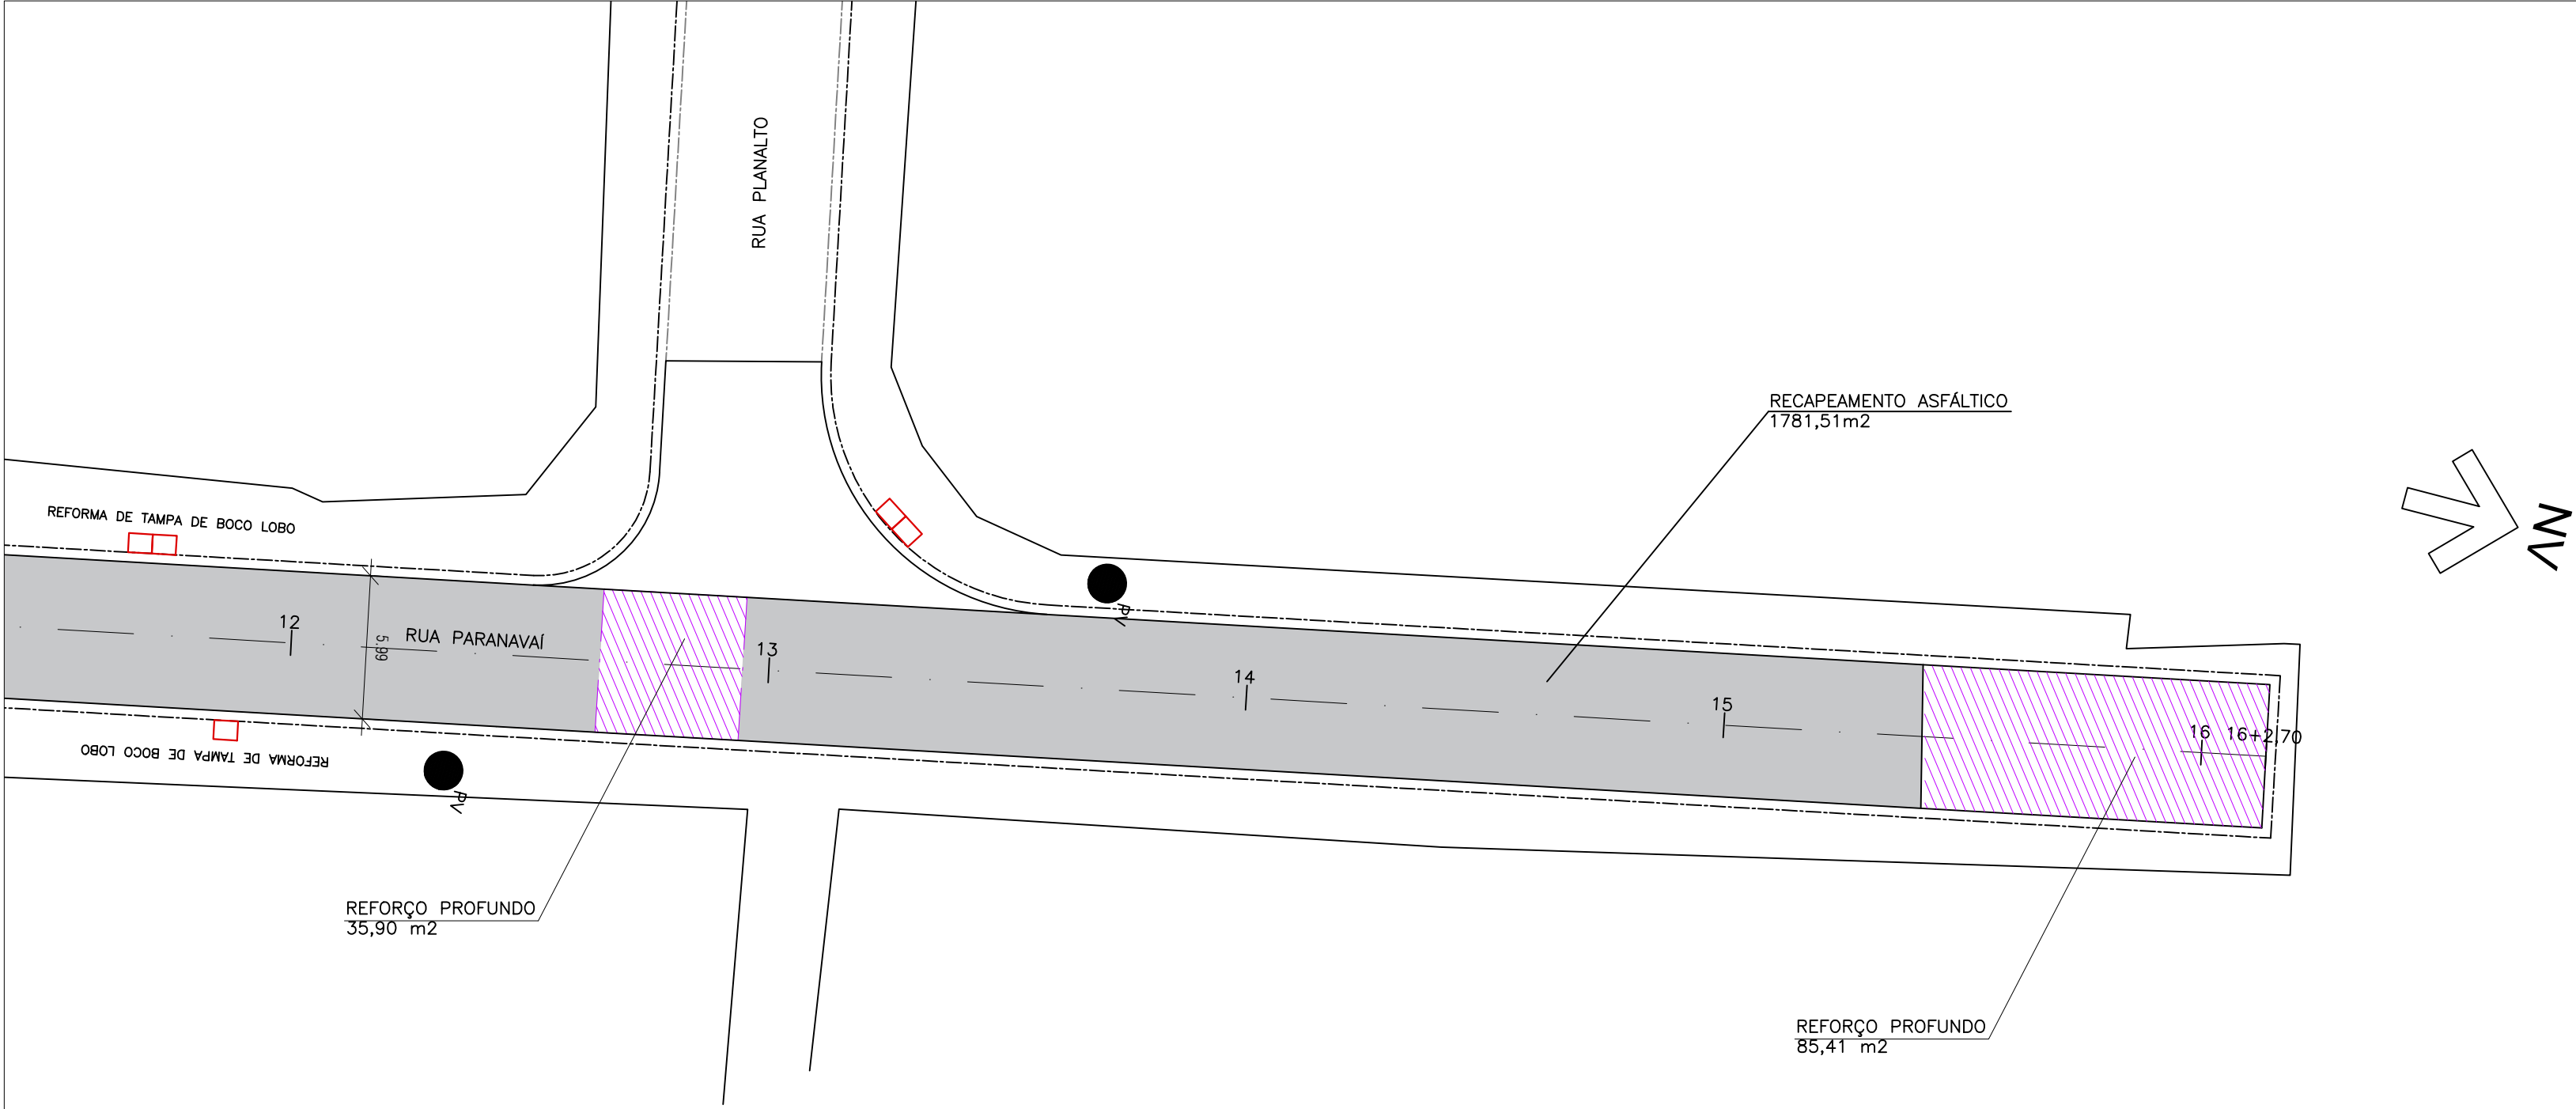 RUA PLANALTO
RECAPEAMENTO ASFÁLTICO
1781,51m2
REFORMA DE TAMPA DE BOCO LOBO
NV
PV
12
5.99
RUA PARANAVAÍ
13
14
15
16
16+2,70
REFORMA DE TAMPA DE BOCO LOBO
PV
REFORÇO PROFUNDO
35,90 m2
REFORÇO PROFUNDO
85,41 m2